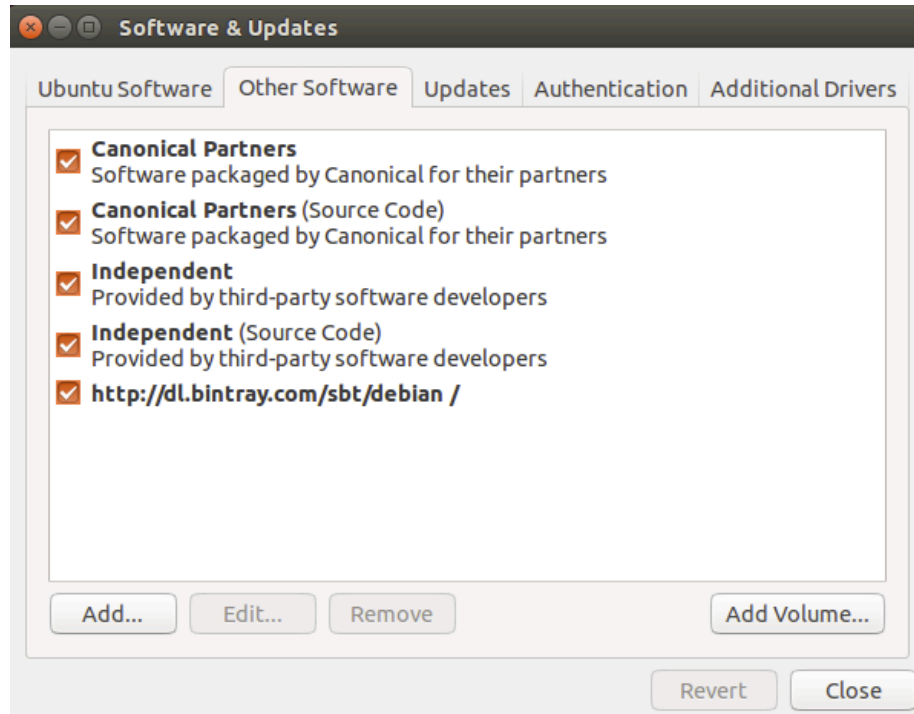 Software & Updates
Ubuntu Software Other Software Updates Authentication Additional Drivers
Canonical Partners
Software packaged by Canonical for their partners
Canonical Partners (Source Code)
Software packaged by Canonical for their partners
Independent
Provided by third-party software developers
Independent (Source Code)
Provided by third-party software developers
http://dl.bintray.com/sbt/debian /
Add... Edit... Remove Add Volume...
Revert Close